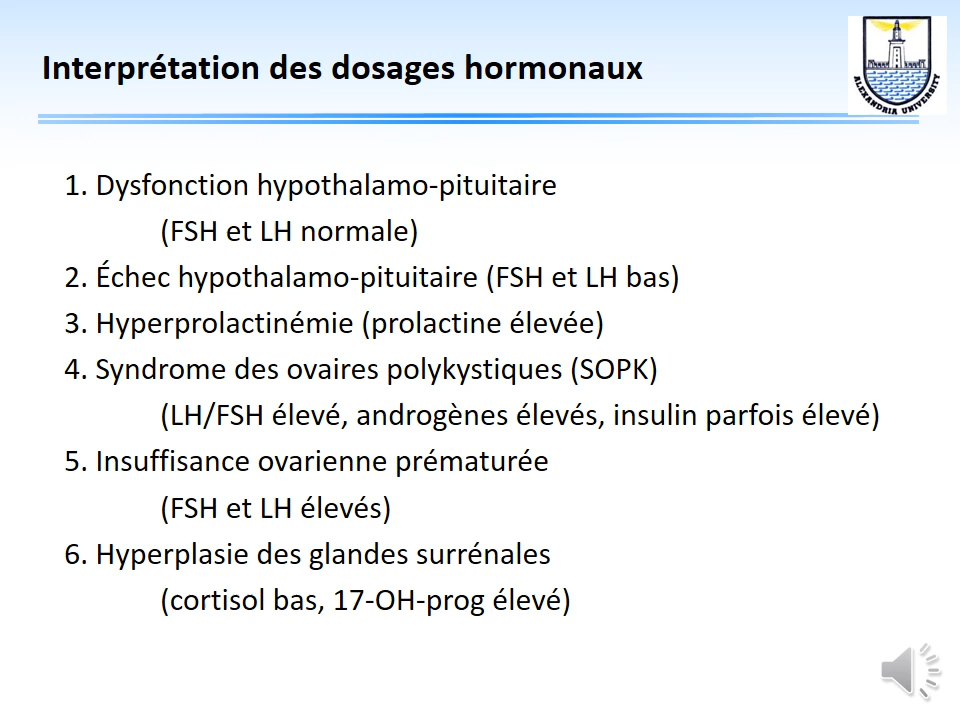 Interprétation des dosages hormonaux
ALEXANDRIA UNIVERSITY
1. Dysfonction hypothalamo-pituitaire
(FSH et LH normale)
2. Échec hypothalamo-pituitaire (FSH et LH bas)
3. Hyperprolactinémie (prolactine élevée)
4. Syndrome des ovaires polykystiques (SOPK)
(LH/FSH élevé, androgènes élevés, insulin parfois élevé)
5. Insuffisance ovarienne prématurée
(FSH et LH élevés)
6. Hyperplasie des glandes surrénales
(cortisol bas, 17-OH-prog élevé)